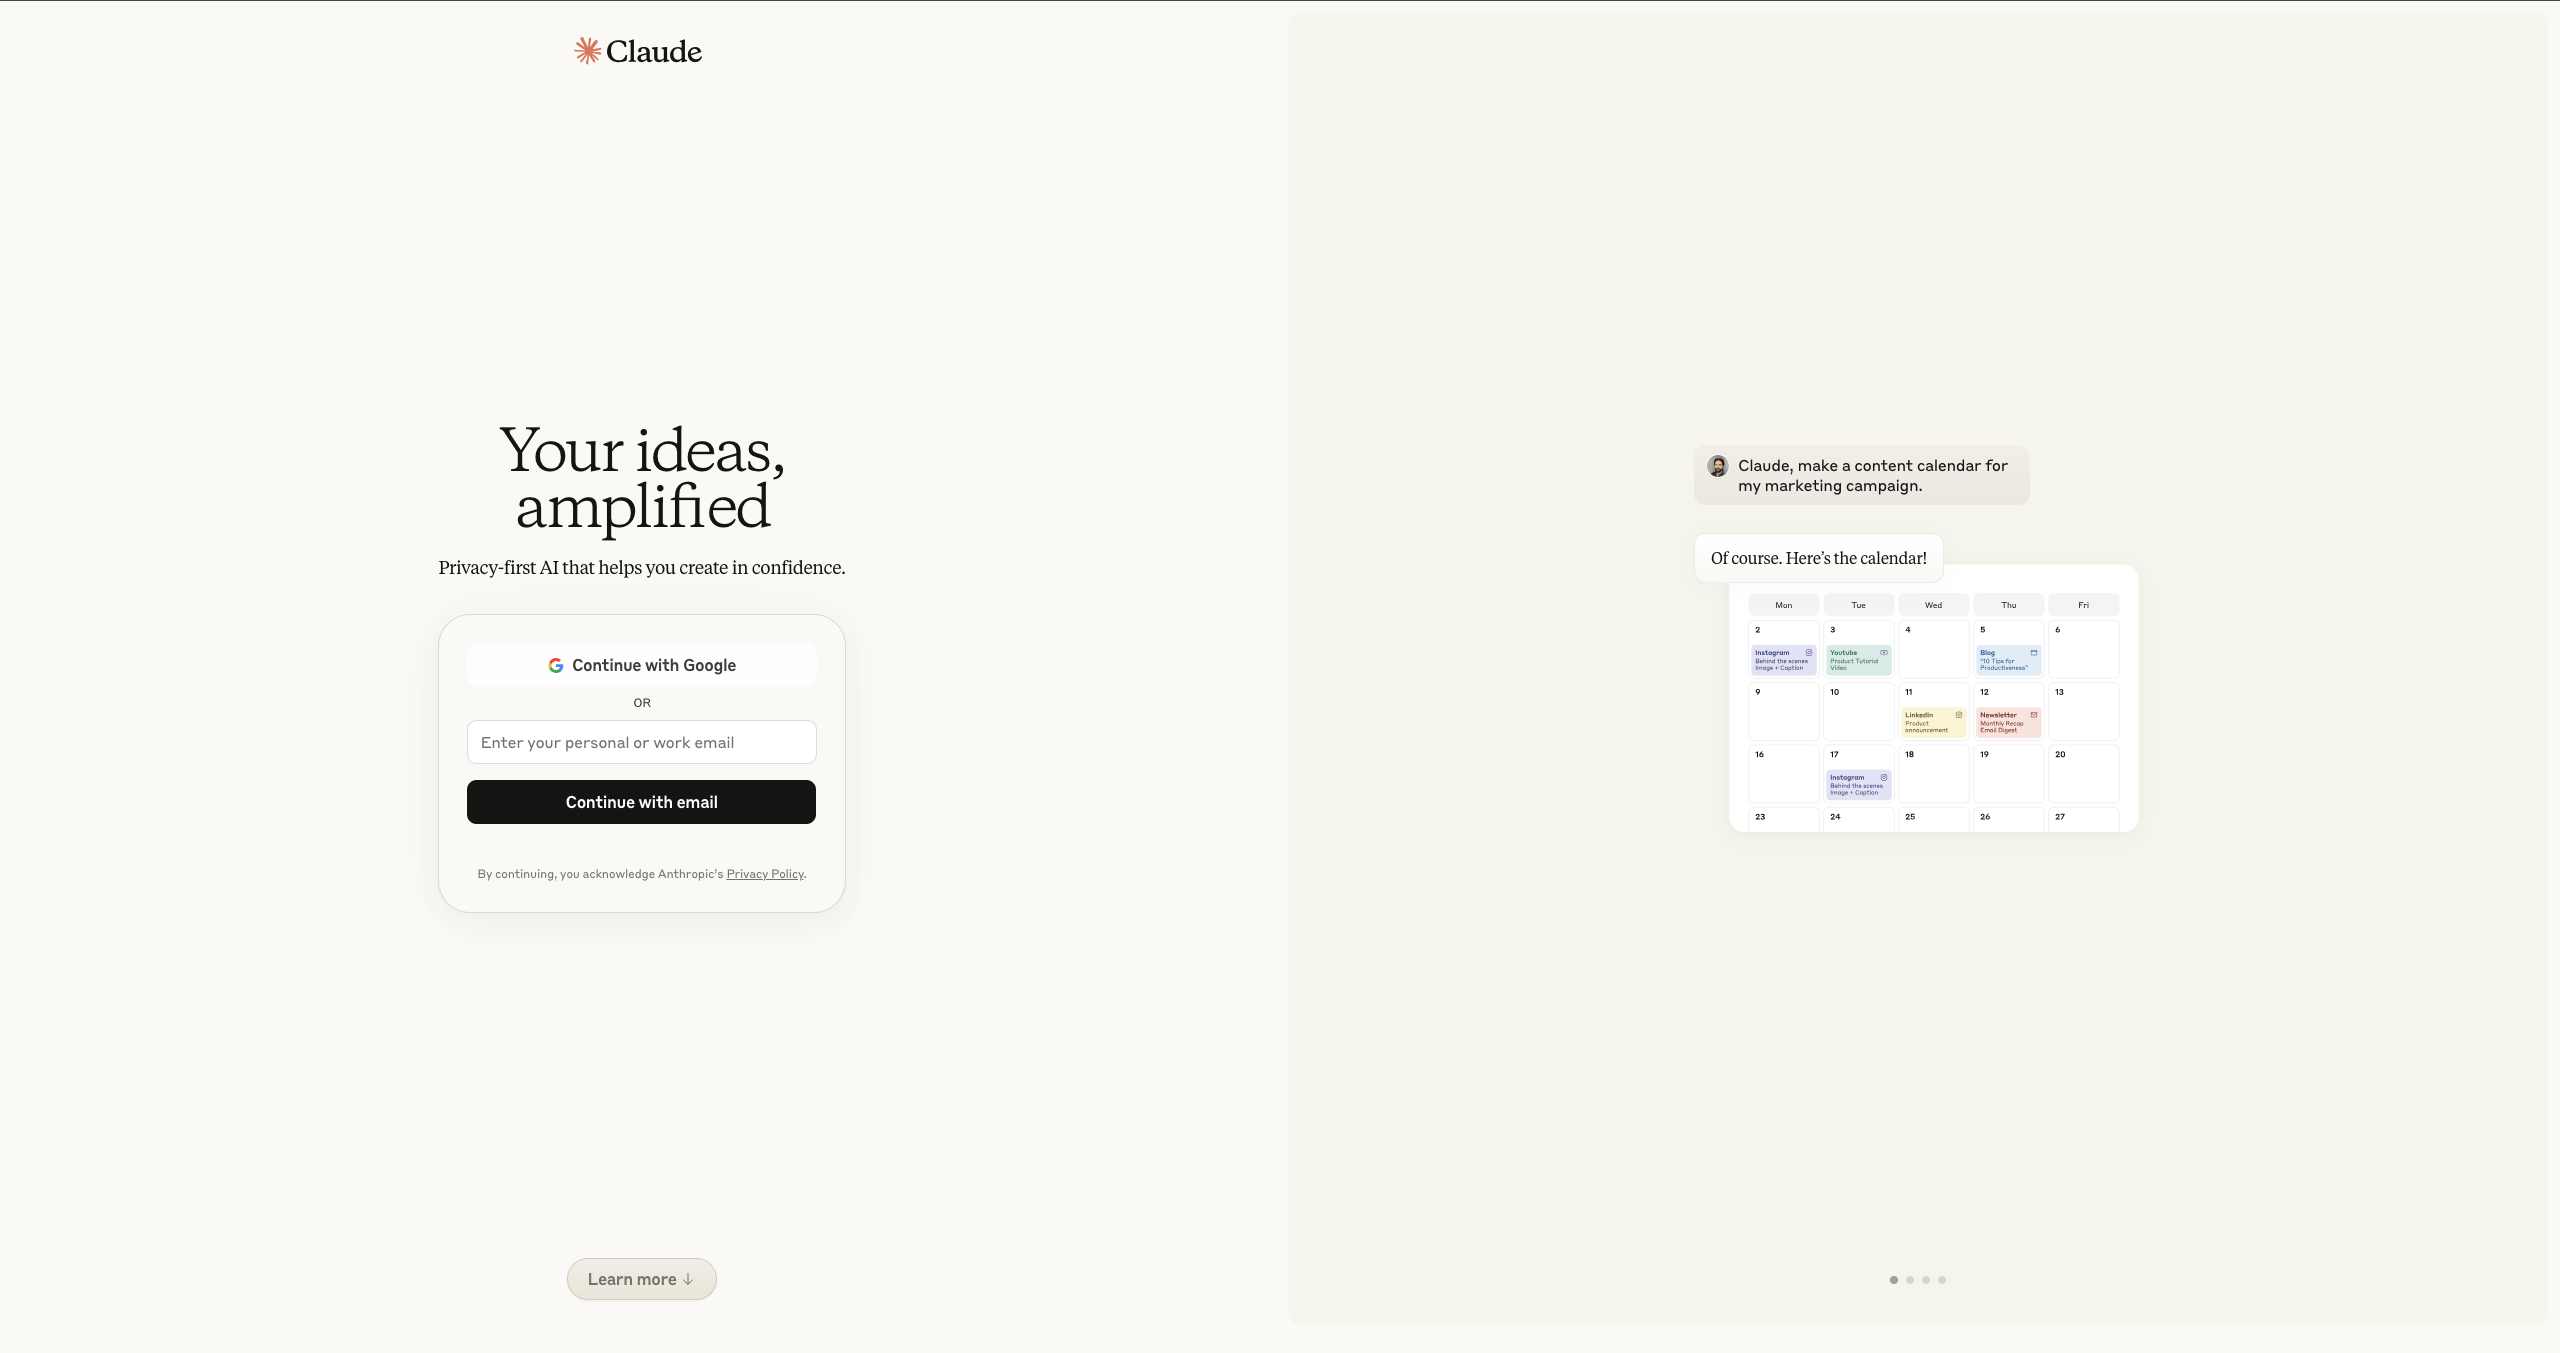 Claude
Your ideas,
amplified
Privacy-first AI that helps you create in confidence.
Continue with Google
OR
Enter your personal or work email
Continue with email
By continuing, you acknowledge Anthropic's Privacy Policy.
Learn more ↓
Claude, make a content calendar for
my marketing campaign.
Of course. Here's the calendar!
Mon Tue Wed Thu Fri
2 3 4 5 6
Instagram Youtube Blog
Behind the scenes Product Tutorial "10 Tips for
Image + Caption Video Productiveness"
9 10 11 12 13
LinkedIn Newsletter
Product Monthly Recap
announcement Email Digest
16 17 18 19 20
Instagram
Behind the scenes
Image + Caption
23 24 25 26 27